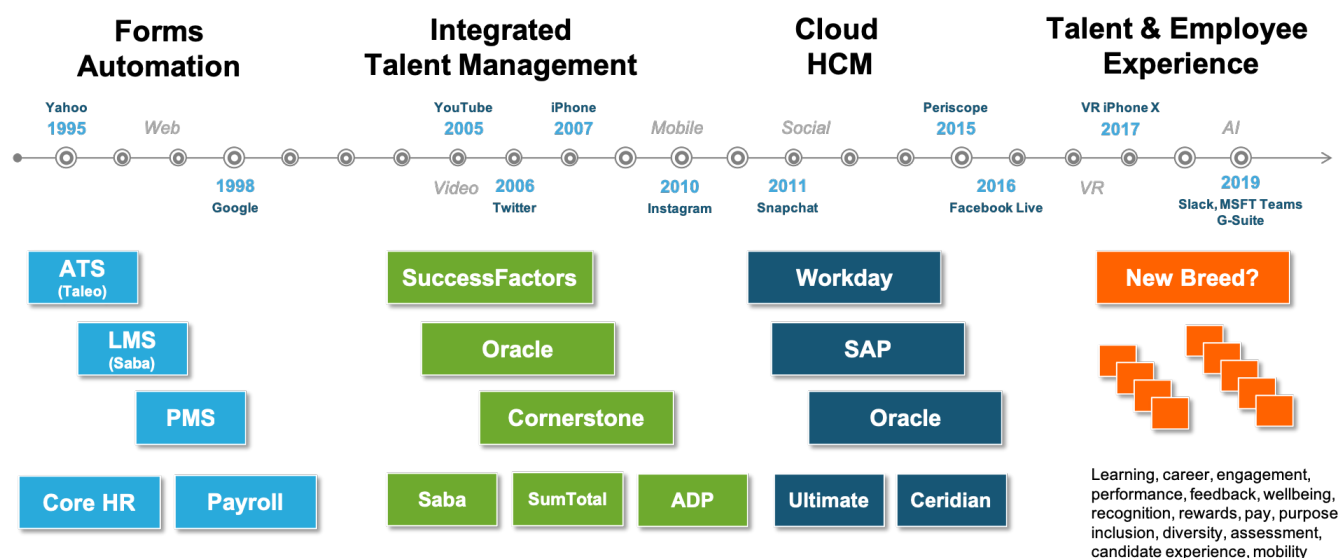 Forms
Automation
Integrated
Talent Management
Cloud
HCM
Talent & Employee
Experience
Yahoo
1995
Web
YouTube
2005
iPhone
2007
Mobile
Social
Periscope
2015
VR iPhone X
2017
AI
1998
Google
Video
2006
Twitter
2010
Instagram
2011
Snapchat
2016
Facebook Live
VR
2019
Slack, MSFT Teams
G-Suite
ATS
(Taleo)
LMS
(Saba)
PMS
Core HR
Payroll
SuccessFactors
Oracle
Cornerstone
Saba
SumTotal
ADP
Workday
SAP
Oracle
Ultimate
Ceridian
New Breed?
Learning, career, engagement,
performance, feedback, wellbeing,
recognition, rewards, pay, purpose
inclusion, diversity, assessment,
candidate experience, mobility